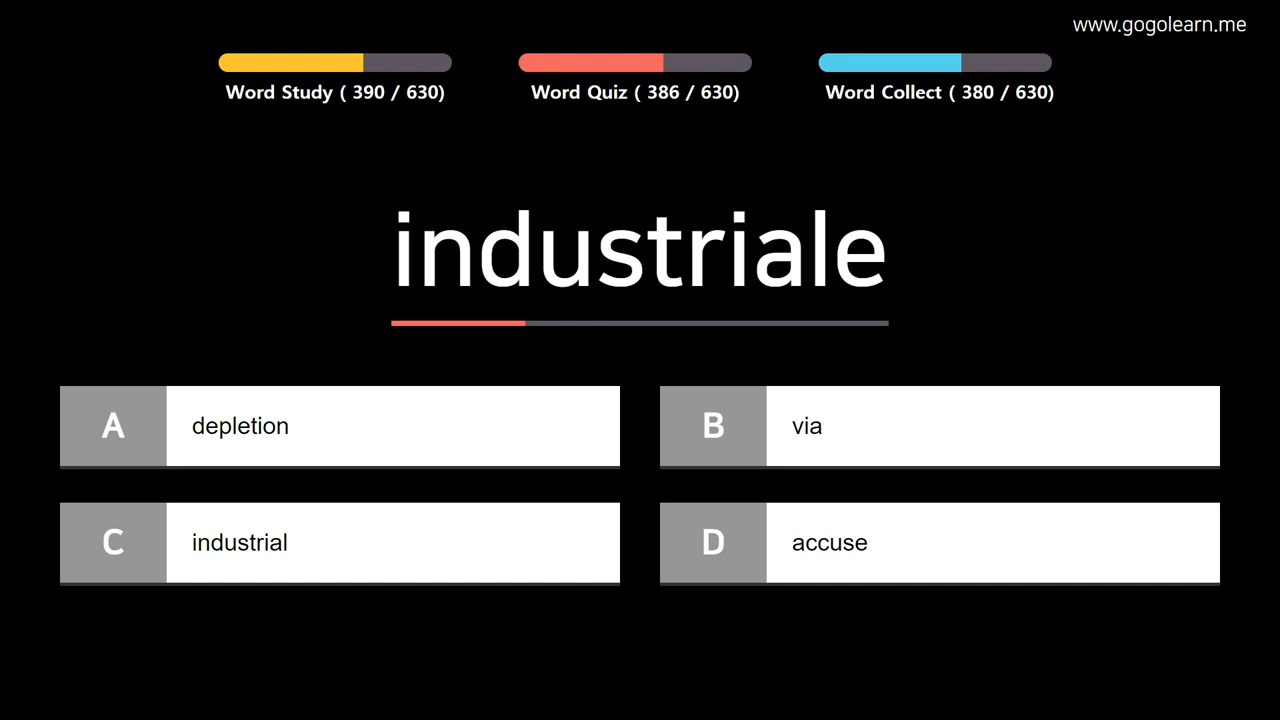 www.gogolearn.me
Word Study ( 390 / 630)
Word Quiz ( 386 / 630)
Word Collect ( 380 / 630)
industriale
A depletion
B via
C industrial
D accuse